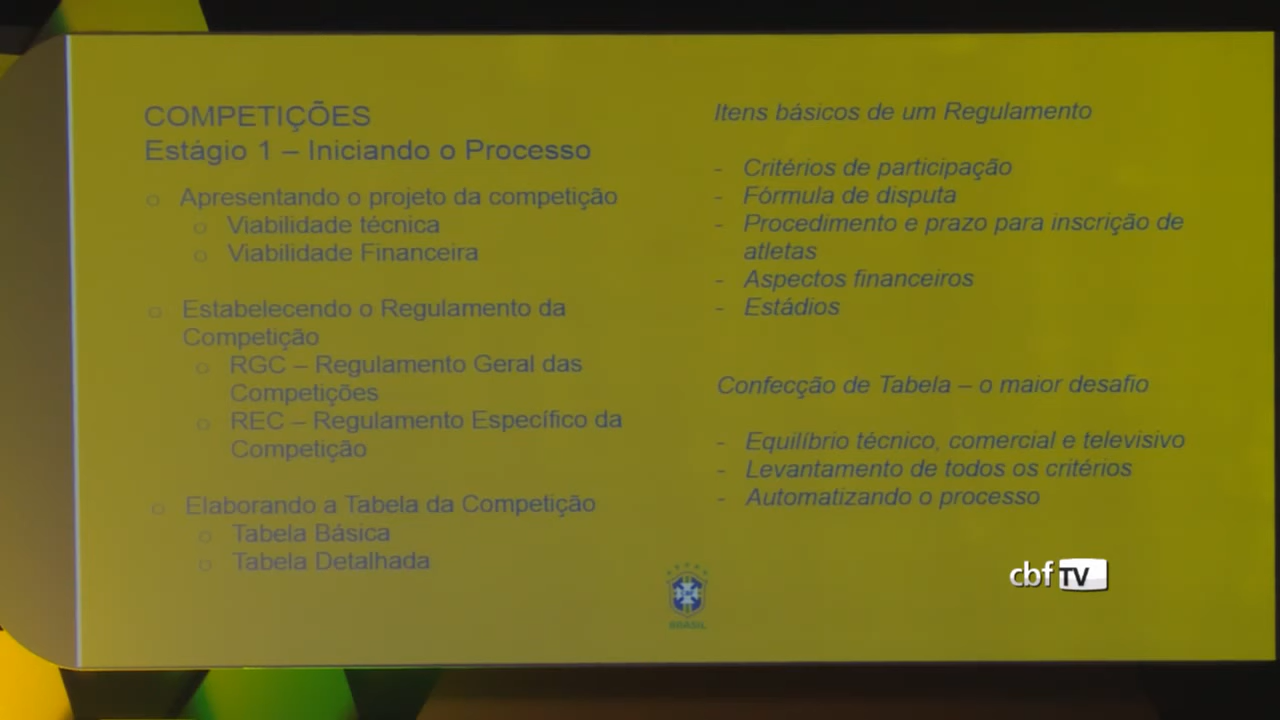 COMPETIÇÕES
Estágio 1 – Iniciando o Processo
o Apresentando o projeto da competição
o Viabilidade técnica
o Viabilidade Financeira
o Estabelecendo o Regulamento da
Competição
o RGC – Regulamento Geral das
Competições
o REC – Regulamento Específico da
Competição
o Elaborando a Tabela da Competição
o Tabela Básica
o Tabela Detalhada
Itens básicos de um Regulamento
- Critérios de participação
- Fórmula de disputa
- Procedimento e prazo para inscrição de
atletas
- Aspectos financeiros
- Estádios
Confecção de Tabela – o maior desafio
- Equilíbrio técnico, comercial e televisivo
- Levantamento de todos os critérios
- Automatizando o processo
BRASIL
cbf TV